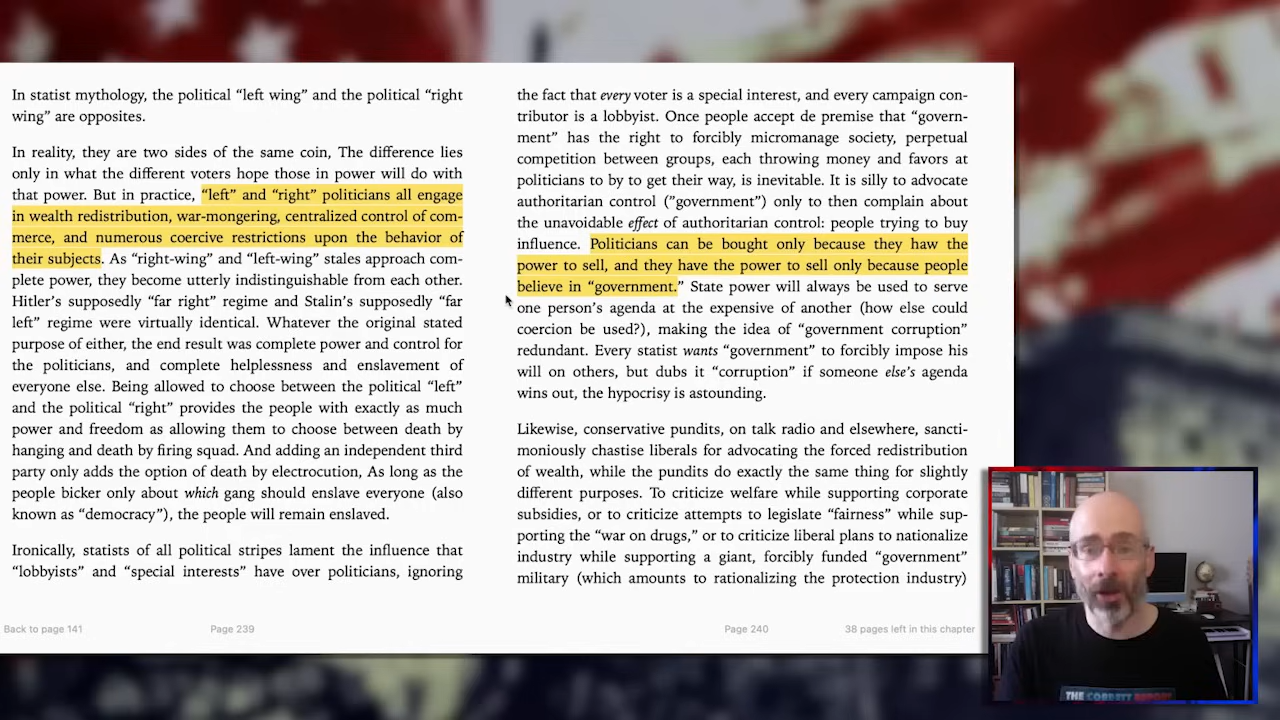 In statist mythology, the political “left wing” and the political “right
wing” are opposites.
In reality, they are two sides of the same coin, The difference lies
only in what the different voters hope those in power will do with
that power. But in practice, “left” and “right” politicians all engage
in wealth redistribution, war-mongering, centralized control of com-
merce, and numerous coercive restrictions upon the behavior of
their subjects. As “right-wing” and “left-wing” stales approach com-
plete power, they become utterly indistinguishable from each other.
Hitler’s supposedly “far right” regime and Stalin’s supposedly “far
left” regime were virtually identical. Whatever the original stated
purpose of either, the end result was complete power and control for
the politicians, and complete helplessness and enslavement of
everyone else. Being allowed to choose between the political “left”
and the political “right” provides the people with exactly as much
power and freedom as allowing them to choose between death by
hanging and death by firing squad. And adding an independent third
party only adds the option of death by electrocution. As long as the
people bicker only about which gang should enslave everyone (also
known as “democracy”), the people will remain enslaved.
Ironically, statists of all political stripes lament the influence that
“lobbyists” and “special interests” have over politicians, ignoring
Back to page 141
Page 239
the fact that every voter is a special interest, and every campaign con-
tributor is a lobbyist. Once people accept de premise that “govern-
ment” has the right to forcibly micromanage society, perpetual
competition between groups, each throwing money and favors at
politicians to by to get their way, is inevitable. It is silly to advocate
authoritarian control (”government”) only to then complain about
the unavoidable effect of authoritarian control: people trying to buy
influence. Politicians can be bought only because they haw the
power to sell, and they have the power to sell only because people
believe in “government.” State power will always be used to serve
one person’s agenda at the expensive of another (how else could
coercion be used?), making the idea of “government corruption”
redundant. Every statist wants “government” to forcibly impose his
will on others, but dubs it “corruption” if someone else’s agenda
wins out, the hypocrisy is astounding.
Likewise, conservative pundits, on talk radio and elsewhere, sancti-
moniously chastise liberals for advocating the forced redistribution
of wealth, while the pundits do exactly the same thing for slightly
different purposes. To criticize welfare while supporting corporate
subsidies, or to criticize attempts to legislate “fairness” while sup-
porting the “war on drugs,” or to criticize liberal plans to nationalize
industry while supporting a giant, forcibly funded “government”
military (which amounts to rationalizing the protection industry)
Page 240
38 pages left in this chapter
THE CORBETT REPORT